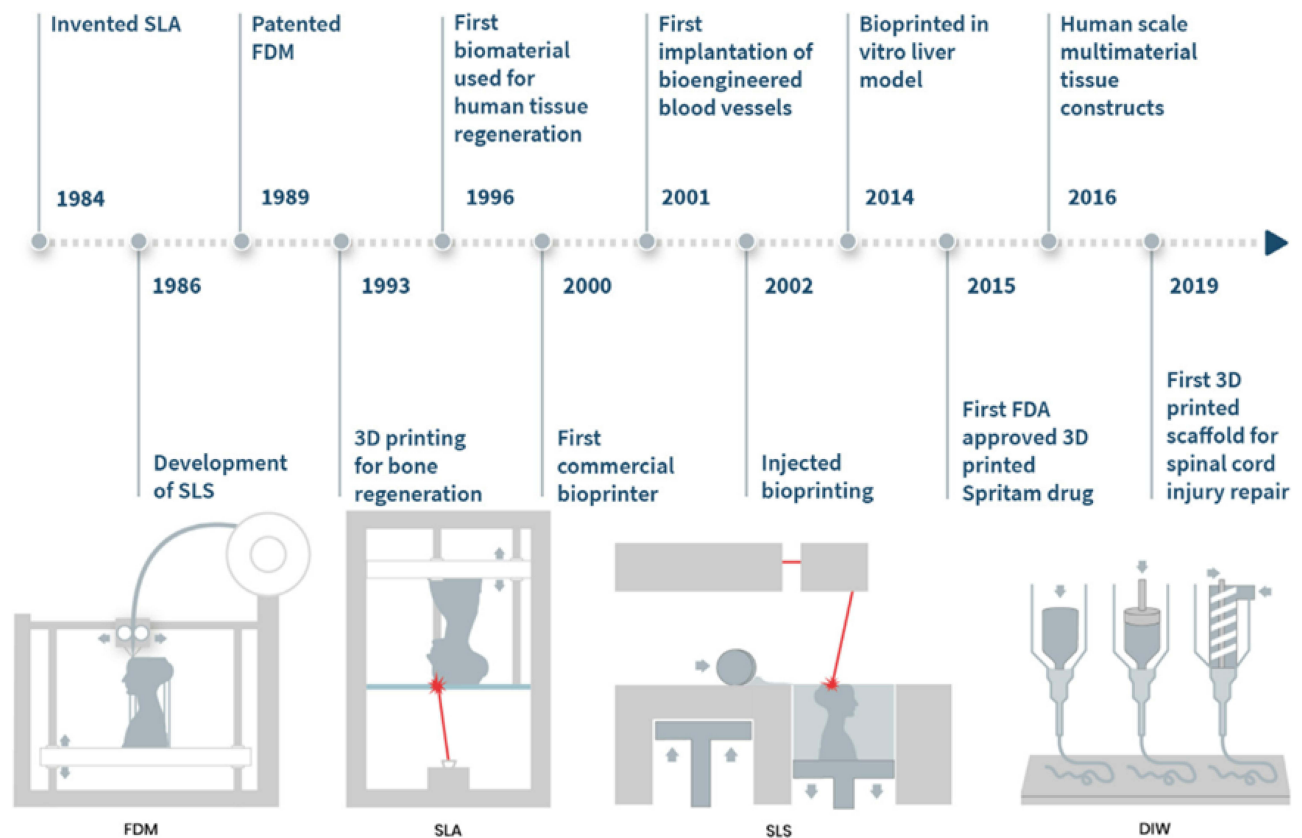 Invented SLA
Patented
FDM
First
biomaterial
used for
human tissue
regeneration
First
implantation of
bioengineered
blood vessels
Bioprinted in
vitro liver
model
Human scale
multimaterial
tissue
constructs
1984
1989
1996
2001
2014
2016
1986
1993
2000
2002
2015
2019
Development
of SLS
3D printing
for bone
regeneration
First
commercial
bioprinter
Injected
bioprinting
First FDA
approved 3D
printed
Spritam drug
First 3D
printed
scaffold for
spinal cord
injury repair
FDM
SLA
SLS
DIW